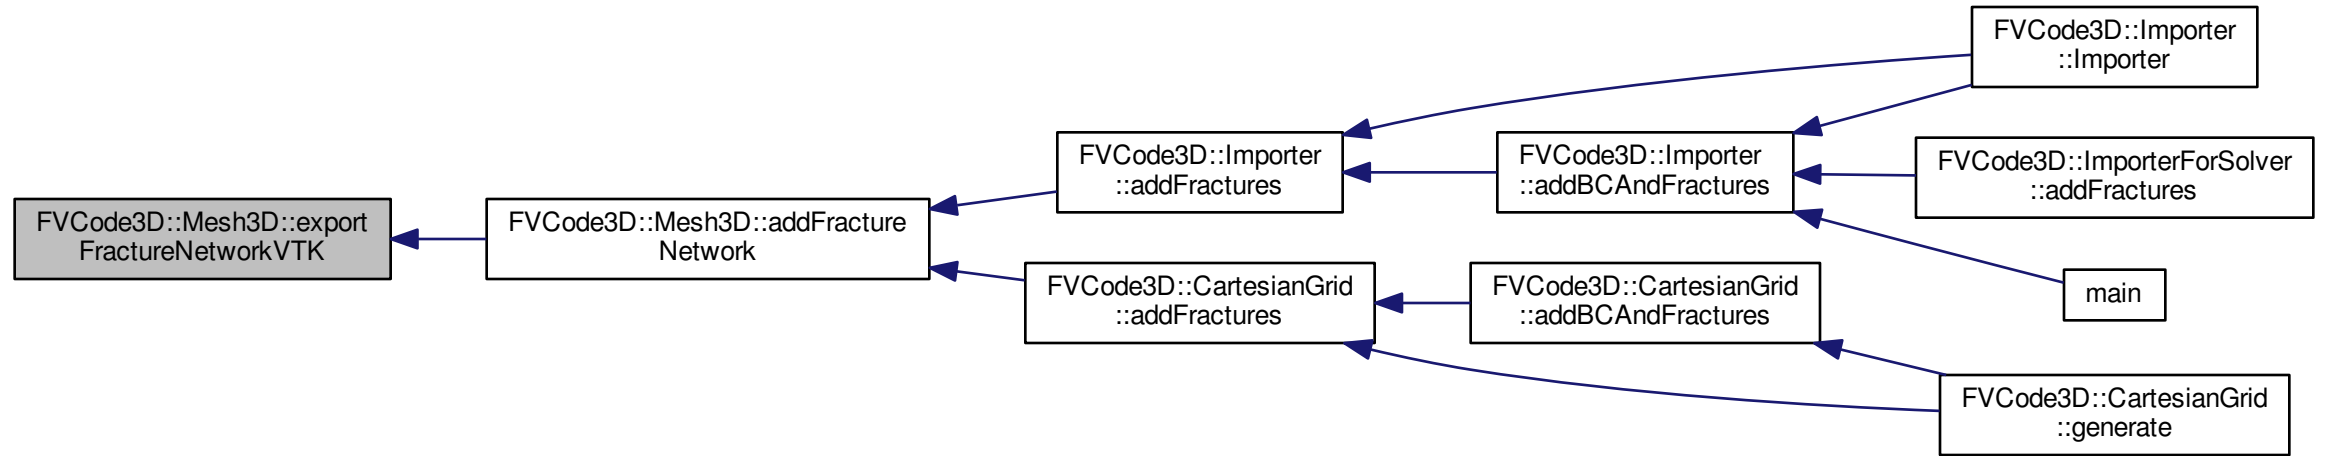 FVCode3D::Mesh3D::export
FractureNetworkVTK
FVCode3D::Mesh3D::addFracture
Network
FVCode3D::Importer
::addFractures
FVCode3D::CartesianGrid
::addFractures
FVCode3D::Importer
::addBCAndFractures
FVCode3D::CartesianGrid
::addBCAndFractures
FVCode3D::Importer
::Importer
FVCode3D::ImporterForSolver
::addFractures
main
FVCode3D::CartesianGrid
::generate